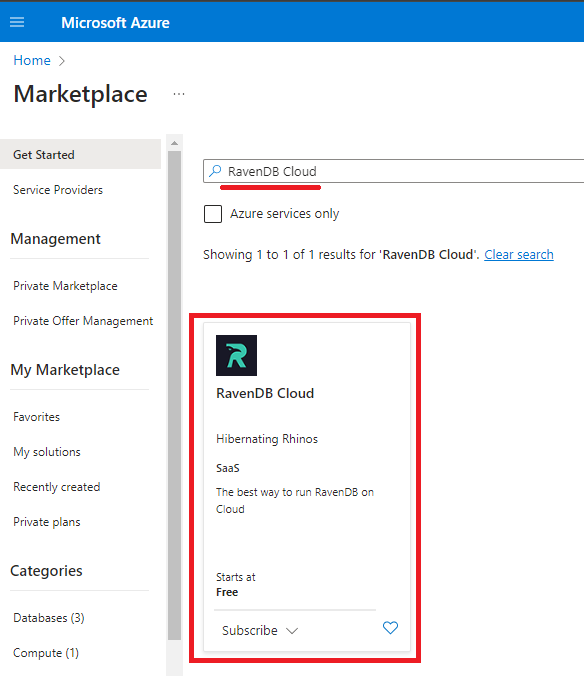 Microsoft Azure
Home
Marketplace
Get Started
Service Providers
Management
Private Marketplace
Private Offer Management
My Marketplace
Favorites
My solutions
Recently created
Private plans
Categories
Databases (3)
Compute (1)
RavenDB Cloud
Azure services only
Showing 1 to 1 of 1 results for 'RavenDB Cloud'. Clear search
RavenDB Cloud
Hibernating Rhinos
SaaS
The best way to run RavenDB on
Cloud
Starts at
Free
Subscribe